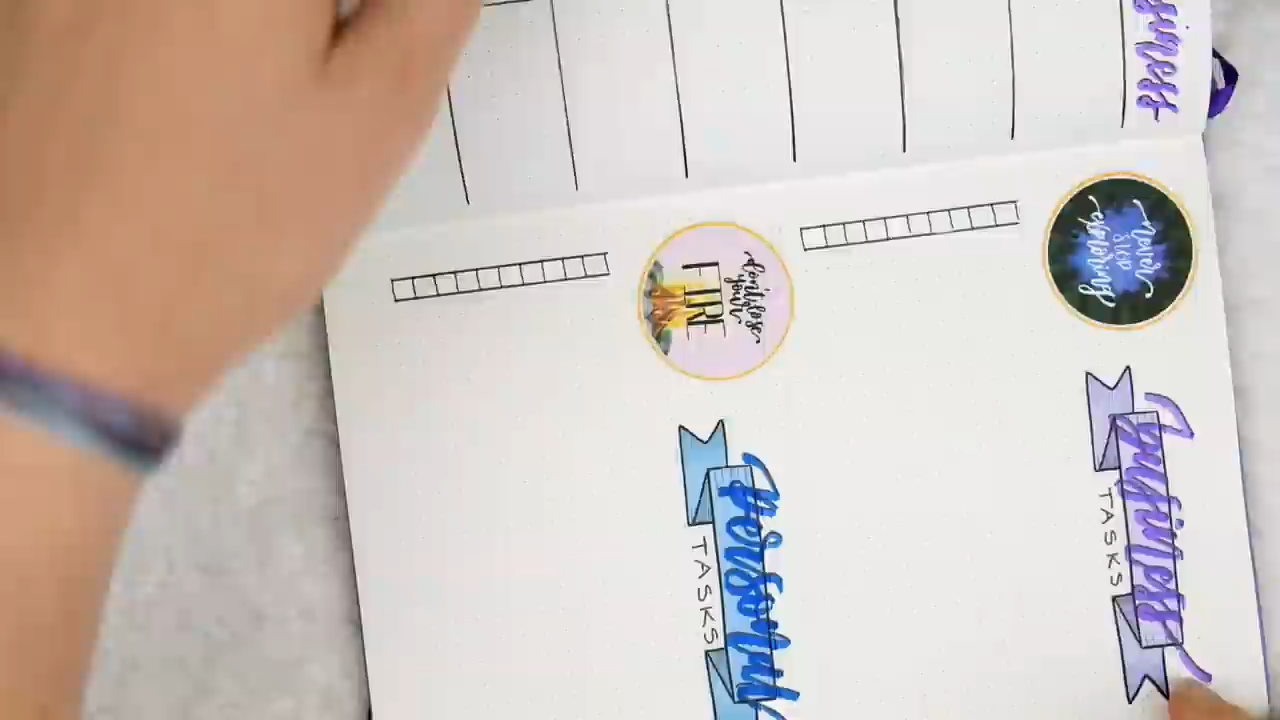 never
stop
exploring
business
TASKS
don't lose
your
FIRE
personal
TASKS